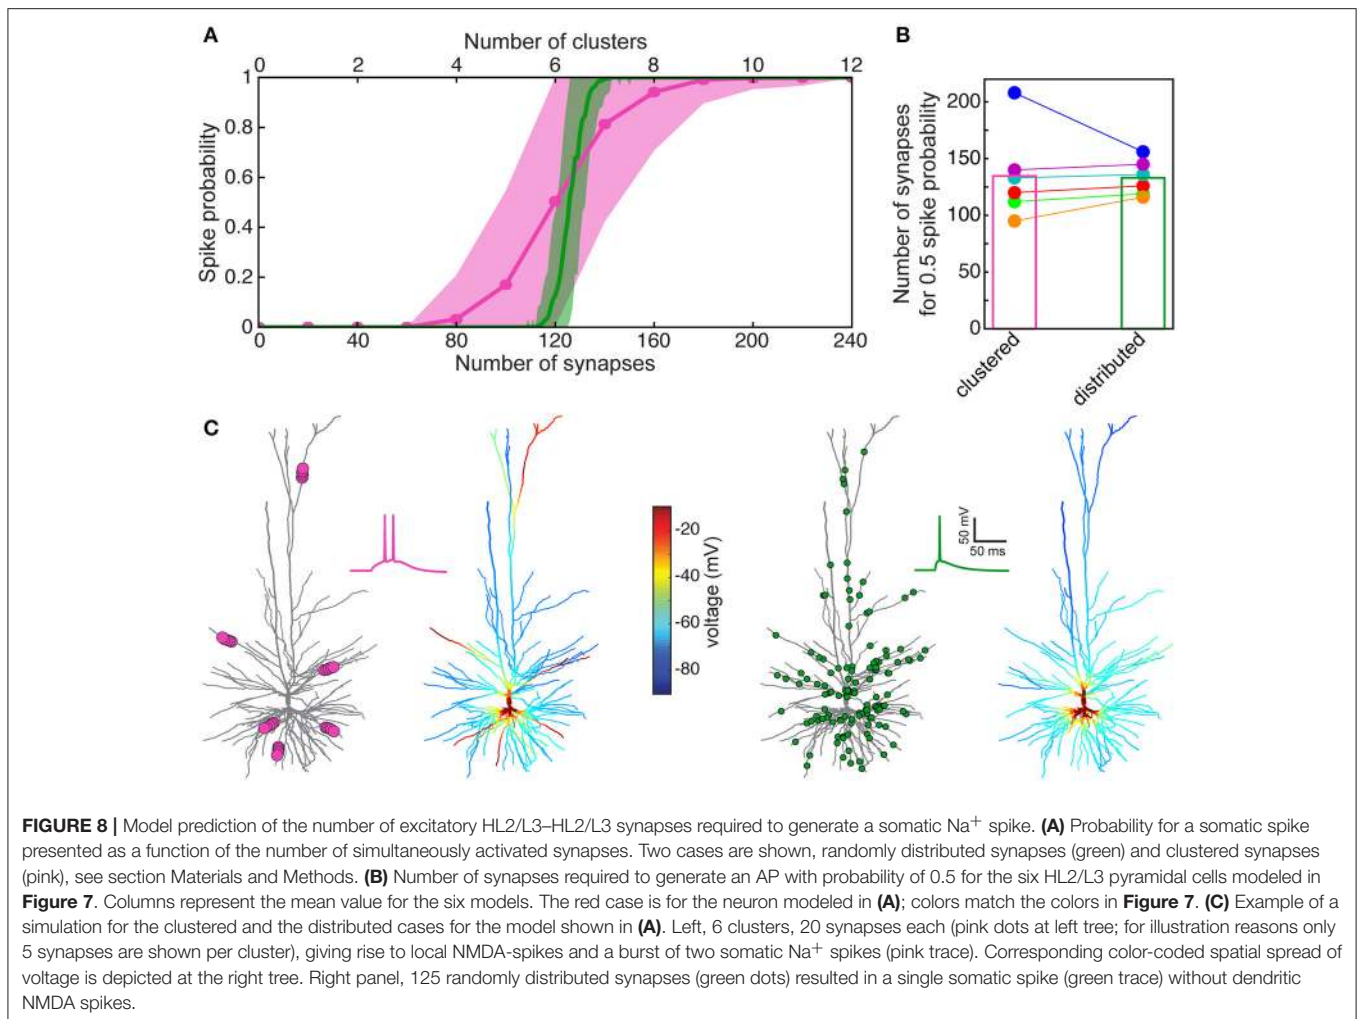 A
Number of clusters
0 2 4 6 8 10 12
Spike probability
1
0.8
0.6
0.4
0.2
0
0 40 80 120 160 200 240
Number of synapses
B
Number of synapses
for 0.5 spike probability
200
150
100
50
0
clustered
distributed
C
voltage (mV)
-20
-40
-60
-80
50 mV
50 ms
FIGURE 8 | Model prediction of the number of excitatory HL2/L3–HL2/L3 synapses required to generate a somatic Na+ spike. (A) Probability for a somatic spike
presented as a function of the number of simultaneously activated synapses. Two cases are shown, randomly distributed synapses (green) and clustered synapses
(pink), see section Materials and Methods. (B) Number of synapses required to generate an AP with probability of 0.5 for the six HL2/L3 pyramidal cells modeled in
Figure 7. Columns represent the mean value for the six models. The red case is for the neuron modeled in (A); colors match the colors in Figure 7. (C) Example of a
simulation for the clustered and the distributed cases for the model shown in (A). Left, 6 clusters, 20 synapses each (pink dots at left tree; for illustration reasons only
5 synapses are shown per cluster), giving rise to local NMDA-spikes and a burst of two somatic Na+ spikes (pink trace). Corresponding color-coded spatial spread of
voltage is depicted at the right tree. Right panel, 125 randomly distributed synapses (green dots) resulted in a single somatic spike (green trace) without dendritic
NMDA spikes.